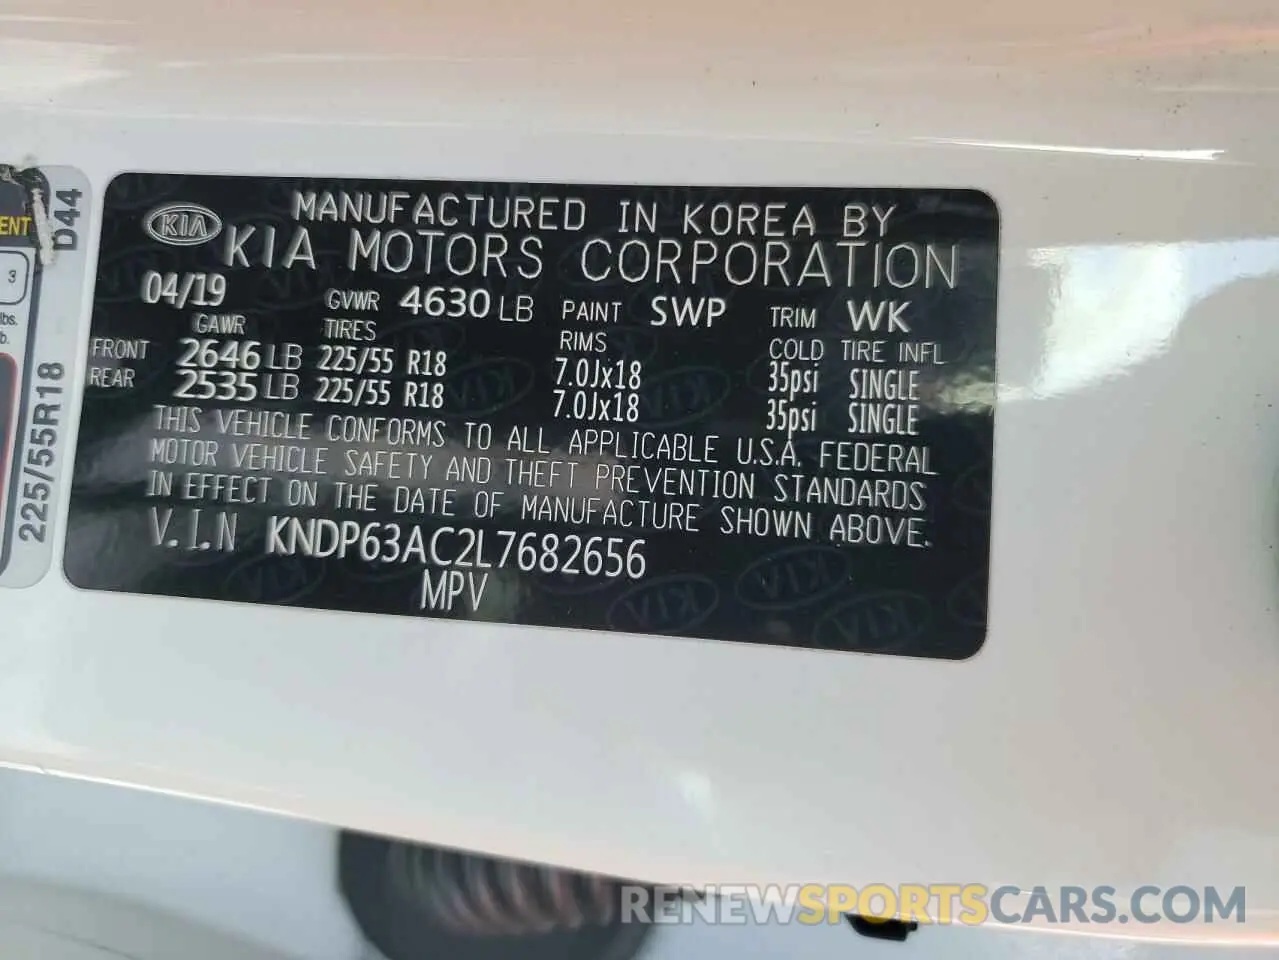 MANUFACTURED IN KOREA BY
KIA KIA MOTORS CORPORATION
04/19 GVWR 4630 LB PAINT SWP TRIM WK
GAWR TIRES RIMS COLD TIRE INFL
FRONT 2646 LB 225/55 R18 7.0Jx18 35psi SINGLE
REAR 2535 LB 225/55 R18 7.0Jx18 35psi SINGLE
THIS VEHICLE CONFORMS TO ALL APPLICABLE U.S.A. FEDERAL
MOTOR VEHICLE SAFETY AND THEFT PREVENTION STANDARDS
IN EFFECT ON THE DATE OF MANUFACTURE SHOWN ABOVE.
V.I.N KNDP63AC2L7682656
MPV
225/55R18 D44
3
RENEWSPORTSCARS.COM